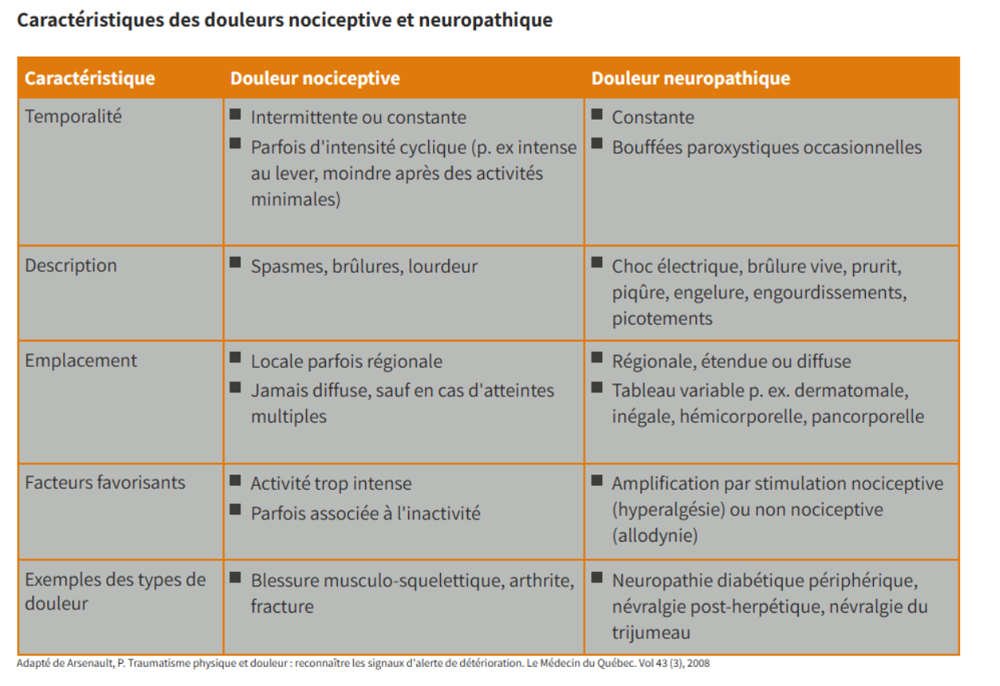 Caractéristiques des douleurs nociceptive et neuropathique
Caractéristique Douleur nociceptive Douleur neuropathique
Temporalité
Intermittente ou constante
Parfois d'intensité cyclique (p. ex intense
au lever, moindre après des activités
minimales)
Constante
Bouffées paroxystiques occasionnelles
Description
Spasmes, brûlures, lourdeur
Choc électrique, brûlure vive, prurit,
piqûre, engelure, engourdissements,
picotements
Emplacement
Locale parfois régionale
Jamais diffuse, sauf en cas d'atteintes
multiples
Régionale, étendue ou diffuse
Tableau variable p. ex. dermatomale,
inégale, hémicorporelle, pancorporelle
Facteurs favorisants
Activité trop intense
Parfois associée à l'inactivité
Amplification par stimulation nociceptive
(hyperalgésie) ou non nociceptive
(allodynie)
Exemples des types de
douleur
Blessure musculo-squelettique, arthrite,
fracture
Neuropathie diabétique périphérique,
névralgie post-herpétique, névralgie du
trijumeau
Adapté de Arsenault, P. Traumatisme physique et douleur : reconnaître les signaux d'alerte de détérioration. Le Médecin du Québec. Vol 43 (3), 2008